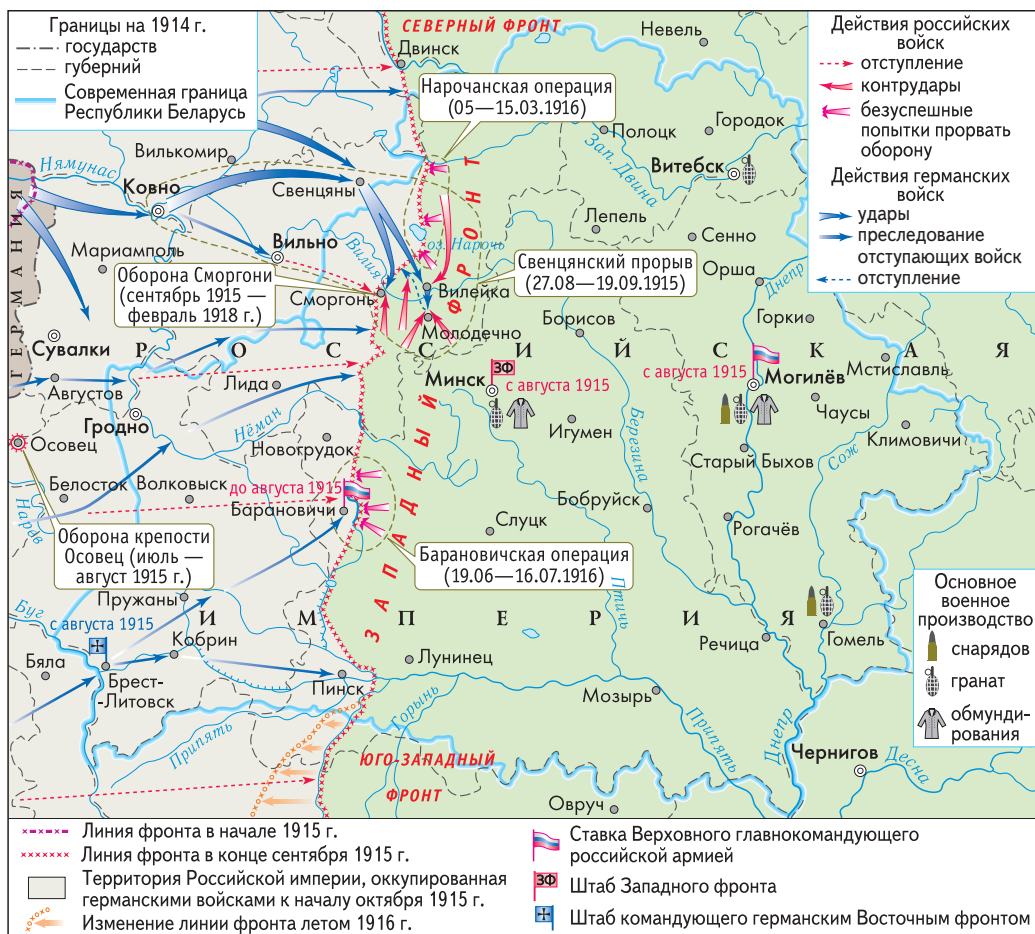 Границы на 1914 г.
государств
губерний
Современная граница
Республики Беларусь
СЕВЕРНЫЙ ФРОНТ
Невель
Двинск
Действия российских
войск
отступление
контрудары
безуспешные
попытки прорвать
оборону
Действия германских
войск
удары
преследование
отступающих войск
отступление
Нарочанская операция
(05—15.03.1916)
Полоцк
Городок
Зап. Двина
Витебск
Вилькомир
Нямунас
Ковно
Свенцяны
Лепель
Сенно
оз. Нарочь
Мариамполь
Вильно
Вилия
Оборона Сморгони
(сентябрь 1915 —
февраль 1918 г.)
Сморгонь
Вилейка
Свенцянский прорыв
(27.08—19.09.1915)
Орша
Днепр
Молодечно
Борисов
Горки
ГЕРМАНИЯ
Сувалки
РОССИЙСКАЯ
Мстиславль
Августов
Лида
Минск
ЗФ
с августа 1915
с августа 1915
Могилёв
Чаусы
Гродно
Нёман
Игумен
Березина
Климовичи
Осовец
Новогрудок
ЗАПАДНЫЙ ФРОНТ
Старый Быхов
Сож
Белосток
Волковыск
до августа 1915
Барановичи
Бобруйск
Нарев
Слуцк
Рогачёв
Оборона крепости
Осовец (июль —
август 1915 г.)
Барановичская операция
(19.06—16.07.1916)
Птичь
Пружаны
Буг
с августа 1915
ИМПЕРИЯ
Кобрин
Речица
Гомель
Основное
военное
производство
снарядов
гранат
обмунди-
рования
Бяла
Брест-
-Литовск
Лунинец
Пинск
Мозырь
Горынь
Припять
Припять
Днепр
Чернигов
Десна
ЮГО-ЗАПАДНЫЙ
ФРОНТ
Овруч
Линия фронта в начале 1915 г.
Линия фронта в конце сентября 1915 г.
Территория Российской империи, оккупированная
германскими войсками к началу октября 1915 г.
Изменение линии фронта летом 1916 г.
Ставка Верховного главнокомандующего
российской армией
ЗФ
Штаб Западного фронта
Штаб командующего германским Восточным фронтом